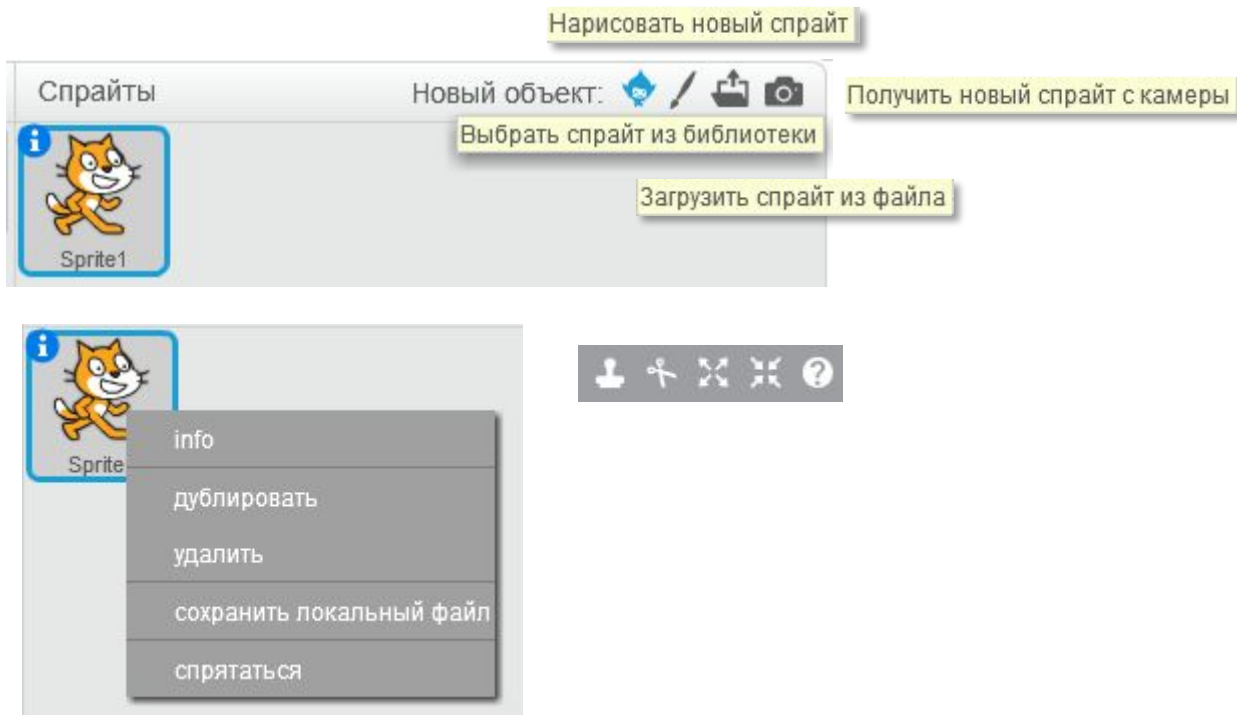 Нарисовать новый спрайт
Спрайты
Новый объект:
Получить новый спрайт с камеры
Выбрать спрайт из библиотеки
Загрузить спрайт из файла
i
Sprite1
i
Sprite
info
дублировать
удалить
сохранить локальный файл
спрятаться
?